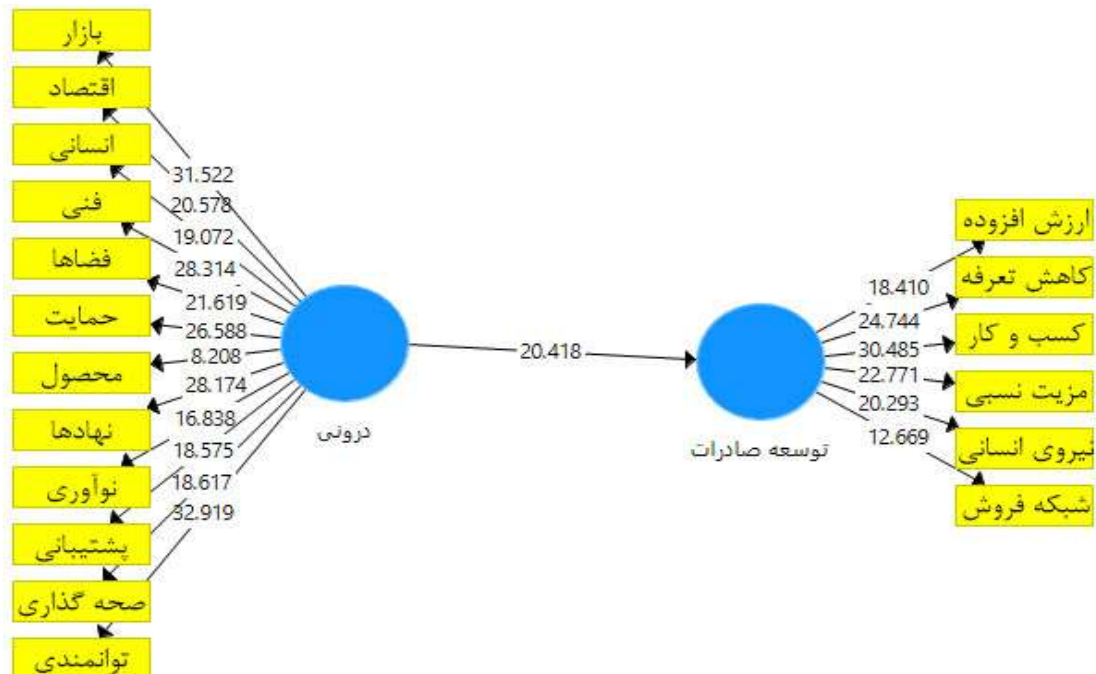 بازار
اقتصاد
انسانی
فنی
فضاها
حمایت
محصول
نهادها
نوآوری
پشتیبانی
صحه گذاری
توانمندی
31.522
20.578
19.072
28.314
21.619
26.588
8.208
28.174
16.838
18.575
18.617
32.919
درونی
20.418
توسعه صادرات
18.410
24.744
30.485
22.771
20.293
12.669
ارزش افزوده
کاهش تعرفه
کسب و کار
مزیت نسبی
نیروی انسانی
شبکه فروش